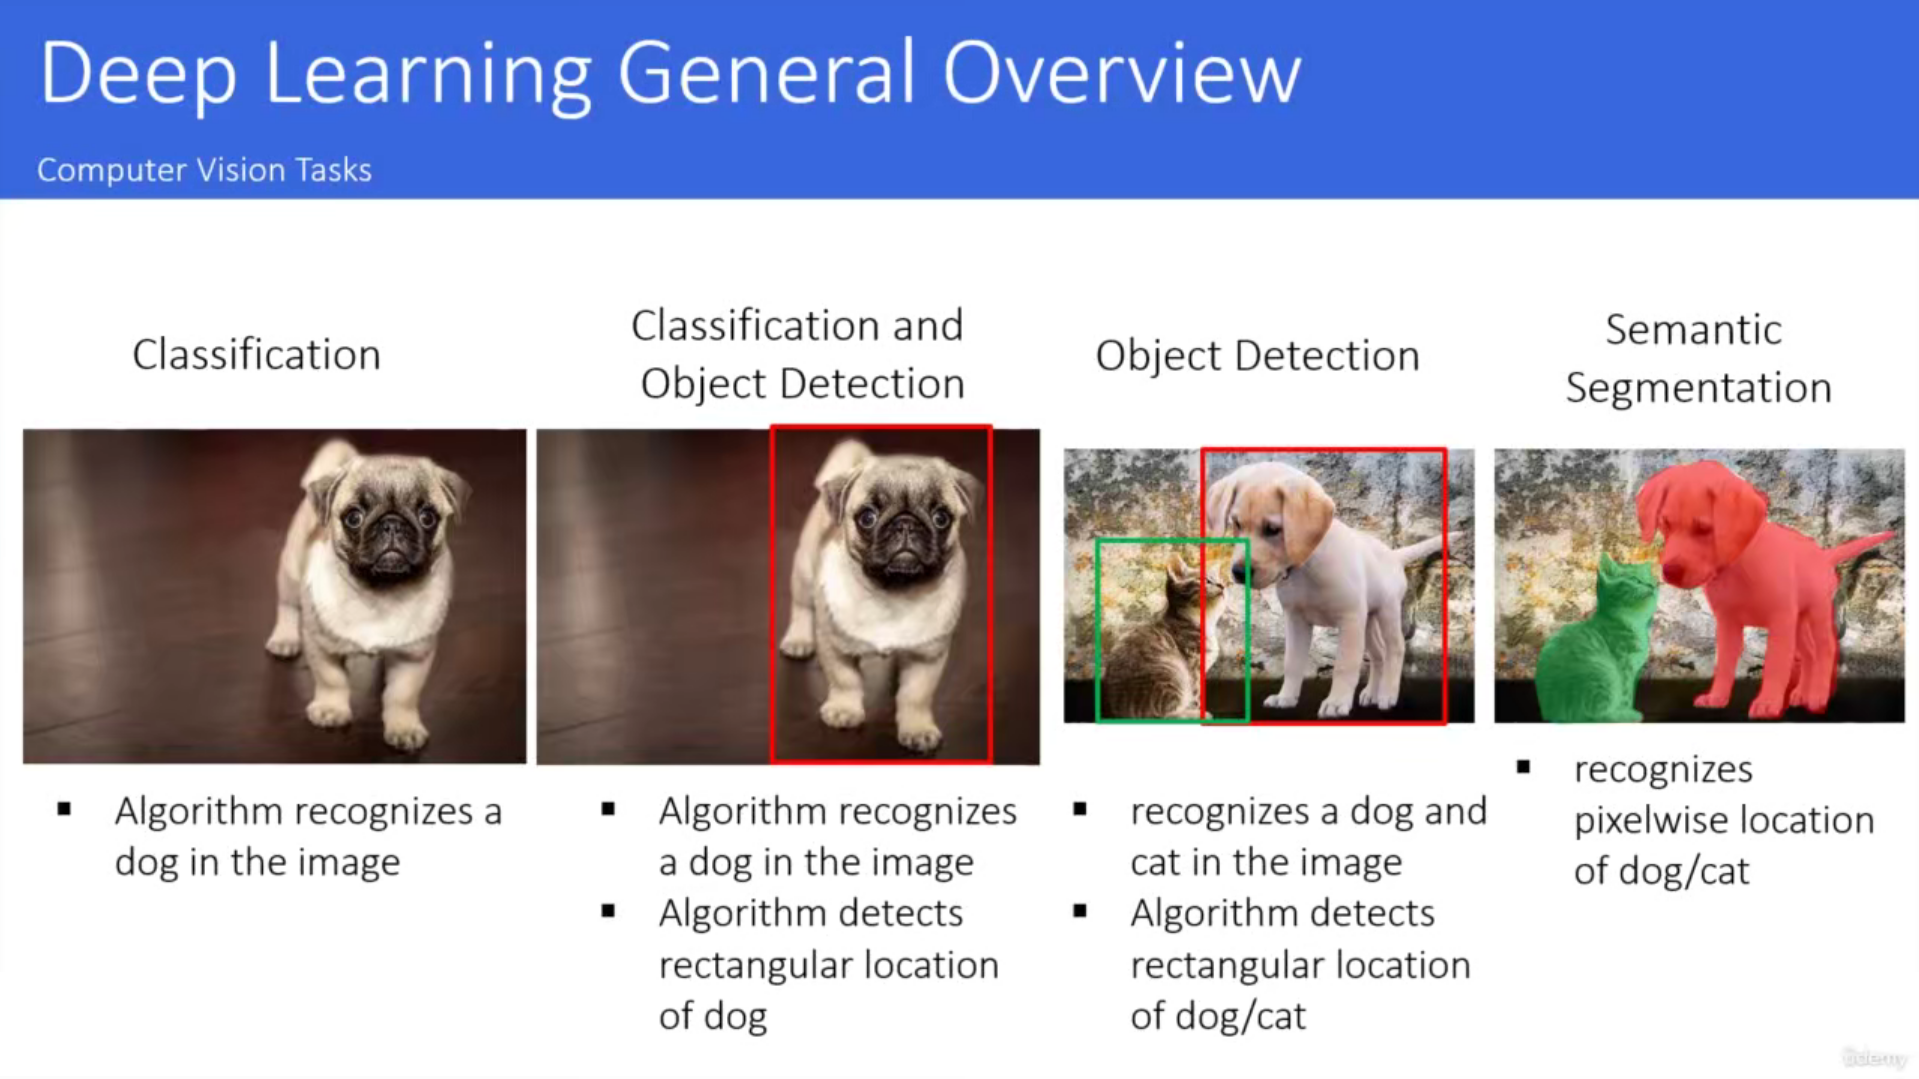 Deep Learning General Overview
Computer Vision Tasks
Classification
Classification and
Object Detection
Object Detection
Semantic
Segmentation
▪ Algorithm recognizes a
dog in the image
▪ Algorithm recognizes
a dog in the image
▪ Algorithm detects
rectangular location
of dog
▪ recognizes a dog and
cat in the image
▪ Algorithm detects
rectangular location
of dog/cat
▪ recognizes
pixelwise location
of dog/cat
udemy